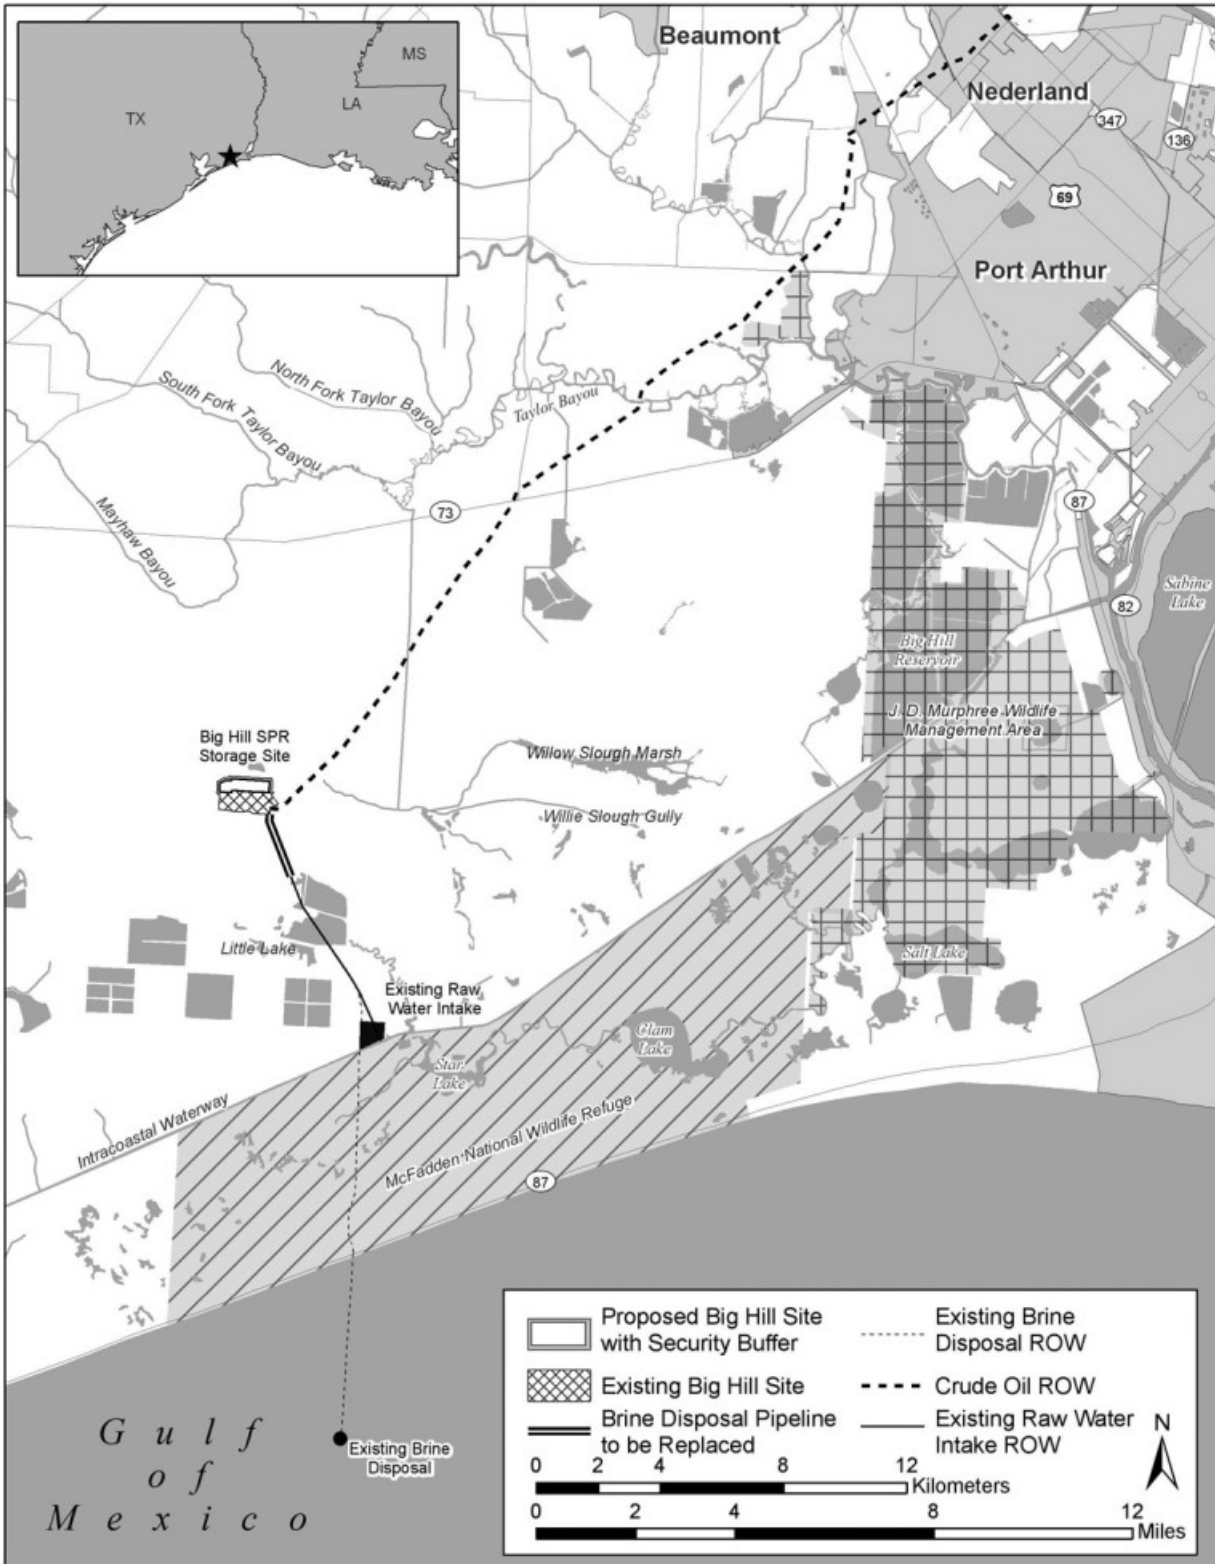 Beaumont
MS
LA
TX
Nederland
347
136
69
Port Arthur
North Fork Taylor Bayou
South Fork Taylor Bayou
Taylor Bayou
Mayhaw Bayou
73
87
82
Sabine
Lake
Big Hill
Reservoir
J. D. Murphree Wildlife
Management Area
Big Hill SPR
Storage Site
Willow Slough Marsh
Willie Slough Gully
Little Lake
Salt Lake
Existing Raw
Water Intake
Clam
Lake
Star
Lake
Intracoastal Waterway
McFadden National Wildlife Refuge
87
Gulf
of
Mexico
Existing Brine
Disposal
Proposed Big Hill Site
with Security Buffer
Existing Big Hill Site
Brine Disposal Pipeline
to be Replaced
Existing Brine
Disposal ROW
Crude Oil ROW
Existing Raw Water
Intake ROW
N
0 2 4 8 12
Kilometers
0 2 4 8 12
Miles